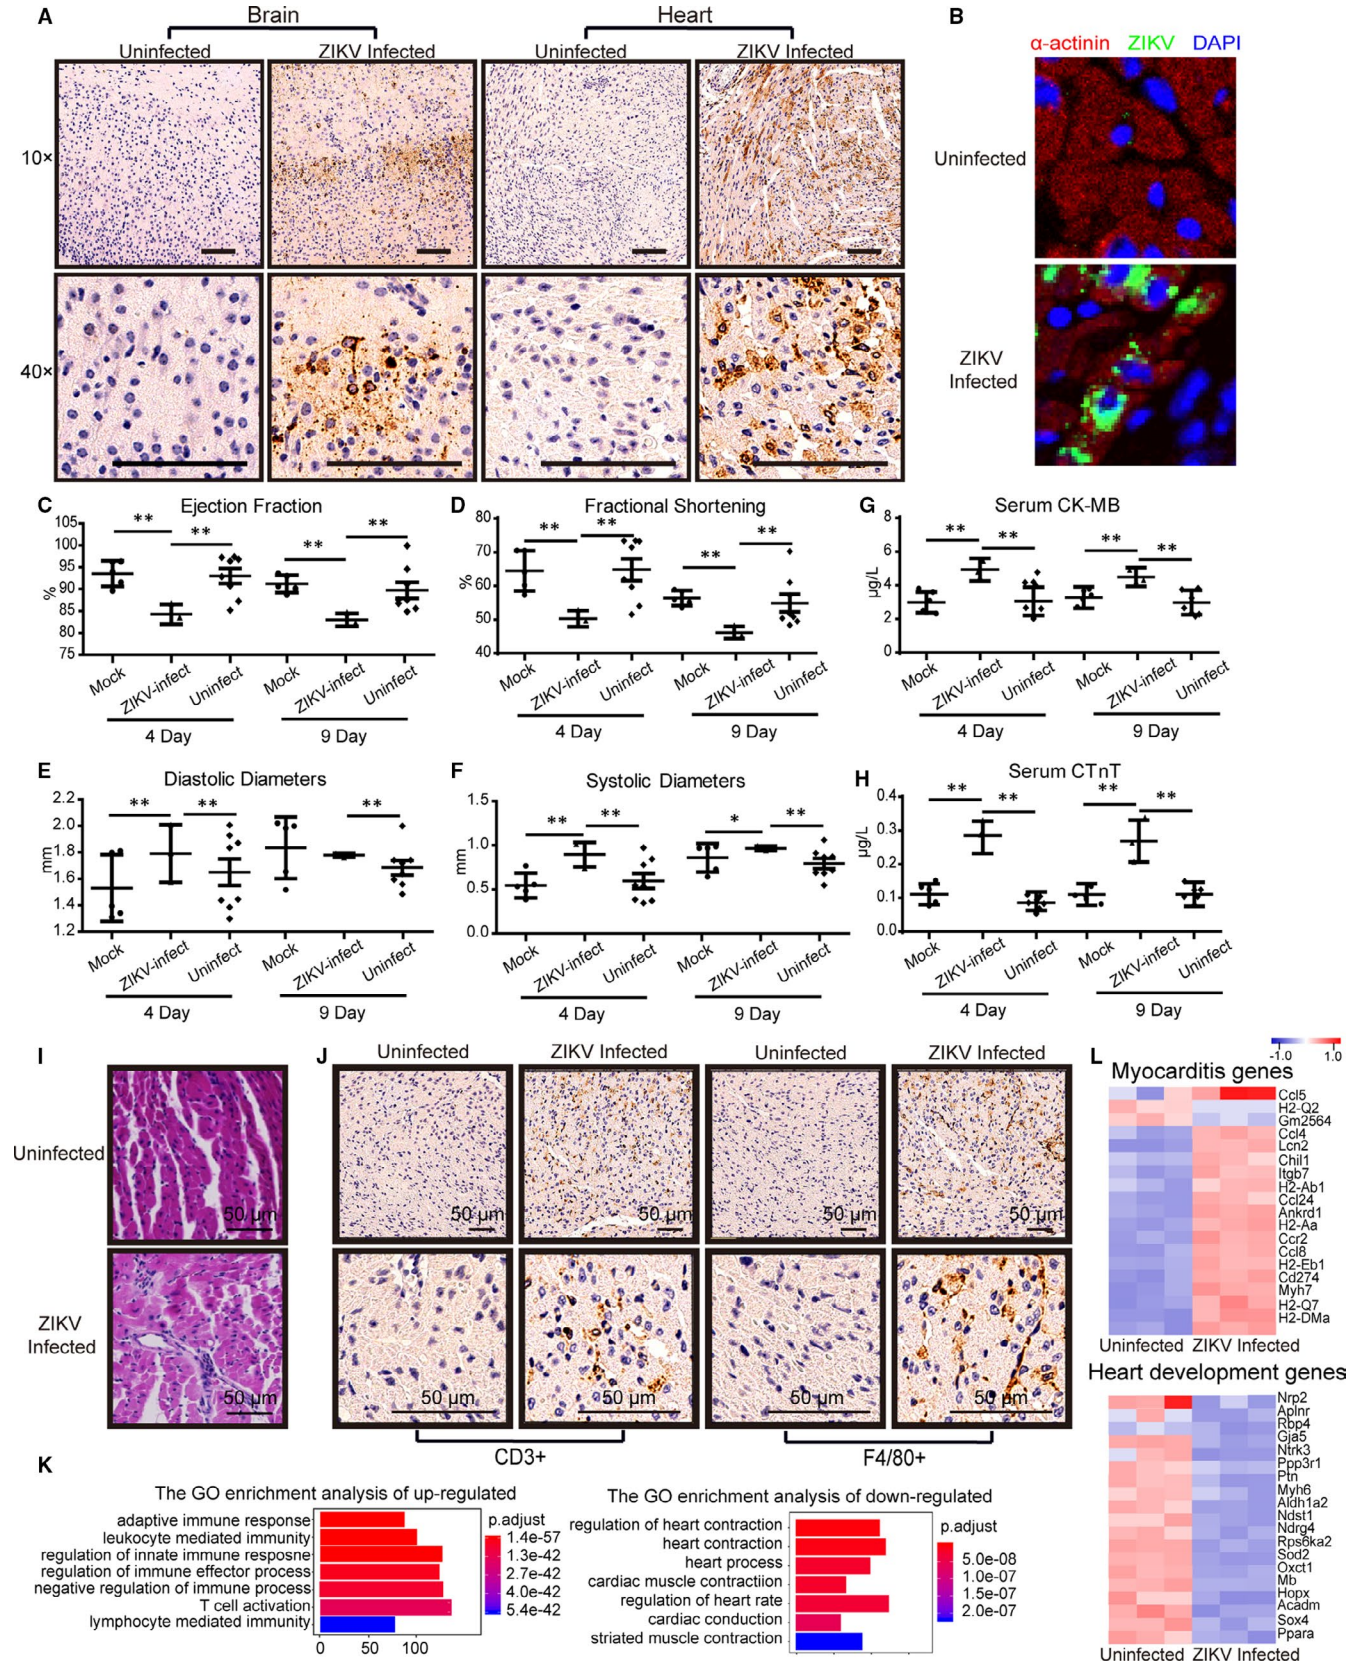 A
Brain
Heart
Uninfected
ZIKV Infected
Uninfected
ZIKV Infected
10×
40×
B
α-actinin ZIKV DAPI
Uninfected
ZIKV
Infected
C
Ejection Fraction
105
100
95
90
85
80
75
%
**
**
**
**
Mock
ZIKV-infect
Uninfect
Mock
ZIKV-infect
Uninfect
4 Day
9 Day
D
Fractional Shortening
80
70
60
50
40
%
**
**
**
**
Mock
ZIKV-infect
Uninfect
Mock
ZIKV-infect
Uninfect
4 Day
9 Day
G
Serum CK-MB
8
6
4
2
0
µg/L
**
**
**
**
Mock
ZIKV-infect
Uninfect
Mock
ZIKV-infect
Uninfect
4 Day
9 Day
E
Diastolic Diameters
2.2
2.0
1.8
1.6
1.4
1.2
mm
**
**
**
Mock
ZIKV-infect
Uninfect
Mock
ZIKV-infect
Uninfect
4 Day
9 Day
F
Systolic Diameters
1.5
1.0
0.5
0.0
mm
**
**
*
**
Mock
ZIKV-infect
Uninfect
Mock
ZIKV-infect
Uninfect
4 Day
9 Day
H
Serum CTnT
0.4
0.3
0.2
0.1
0.0
µg/L
**
**
**
**
Mock
ZIKV-infect
Uninfect
Mock
ZIKV-infect
Uninfect
4 Day
9 Day
I
Uninfected
50 µm
ZIKV
Infected
50 µm
J
Uninfected
ZIKV Infected
Uninfected
ZIKV Infected
50 µm
50 µm
50 µm
50 µm
50 µm
50 µm
50 µm
50 µm
CD3+
F4/80+
K
The GO enrichment analysis of up-regulated
adaptive immune response
leukocyte mediated immunity
regulation of innate immune resposne
regulation of immune effector process
negative regulation of immune process
T cell activation
lymphocyte mediated immunity
0
50
100
p.adjust
1.4e-57
1.3e-42
2.7e-42
4.0e-42
5.4e-42
The GO enrichment analysis of down-regulated
regulation of heart contraction
heart contraction
heart process
cardiac muscle contractiion
regulation of heart rate
cardiac conduction
striated muscle contraction
p.adjust
5.0e-08
1.0e-07
1.5e-07
2.0e-07
L
-1.0
1.0
Myocarditis genes
Ccl5
H2-Q2
Gm2564
Ccl4
Lcn2
Chil1
Itgb7
H2-Ab1
Ccl24
Ankrd1
H2-Aa
Ccr2
Ccl8
H2-Eb1
Cd274
Myh7
H2-Q7
H2-DMa
Uninfected ZIKV Infected
Heart development genes
Nrp2
Aplnr
Rbp4
Gja5
Ntrk3
Ppp3r1
Ptn
Myh6
Aldh1a2
Ndst1
Ndrg4
Rps6ka2
Sod2
Oxct1
Mb
Hopx
Acadm
Sox4
Ppara
Uninfected ZIKV Infected